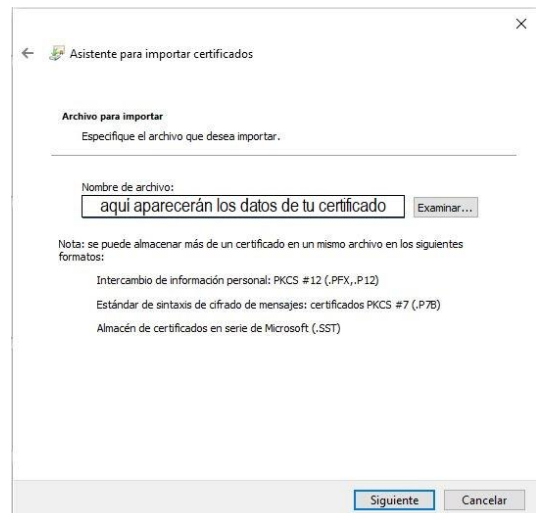 Asistente para importar certificados
Archivo para importar
Especifique el archivo que desea importar.
Nombre de archivo:
aquí aparecerán los datos de tu certificado
Examinar...
Nota: se puede almacenar más de un certificado en un mismo archivo en los siguientes
formatos:
Intercambio de información personal: PKCS #12 (.PFX,.P12)
Estándar de sintaxis de cifrado de mensajes: certificados PKCS #7 (.P7B)
Almacén de certificados en serie de Microsoft (.SST)
Siguiente
Cancelar